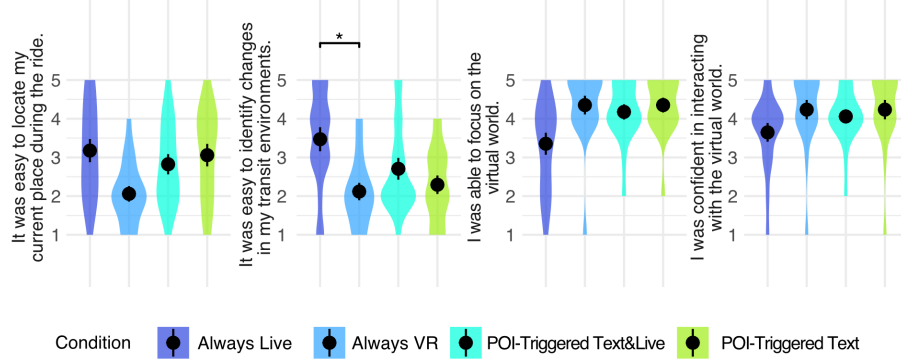 It was easy to locate my
current place during the ride.
5
4
3
2
1
It was easy to identify changes
in my transit environments.
*
5
4
3
2
1
I was able to focus on the
virtual world.
5
4
3
2
1
I was confident in interacting
with the virtual world.
5
4
3
2
1
Condition Always Live Always VR POI-Triggered Text&Live POI-Triggered Text